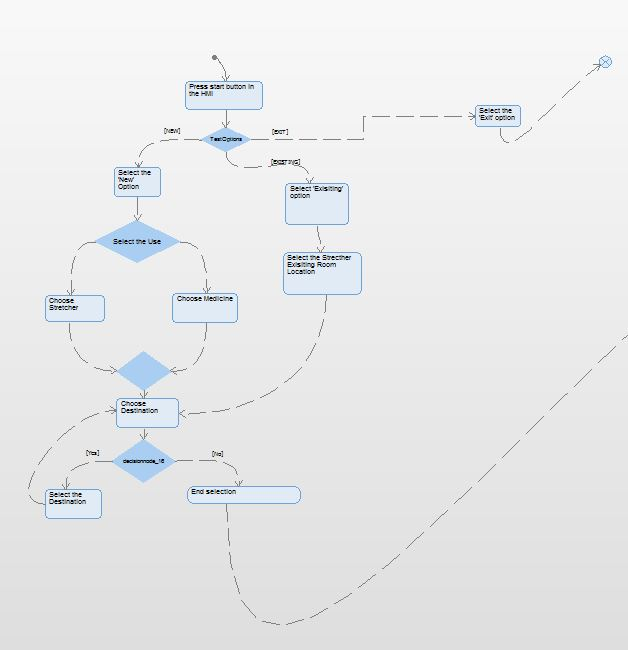 Press start button in
the HMI
TestOptions
[NEW]
[EXIT]
[EXISTING]
Select the
'Exit' option
Select the
'New'
Option
Select 'Exisiting'
option
Select the Use
Select the Strecther
Exisiting Room
Location
Choose
Stretcher
Choose Medicine
Choose
Destination
decisionnode_16
[Yes]
[No]
Select the
Destination
End selection